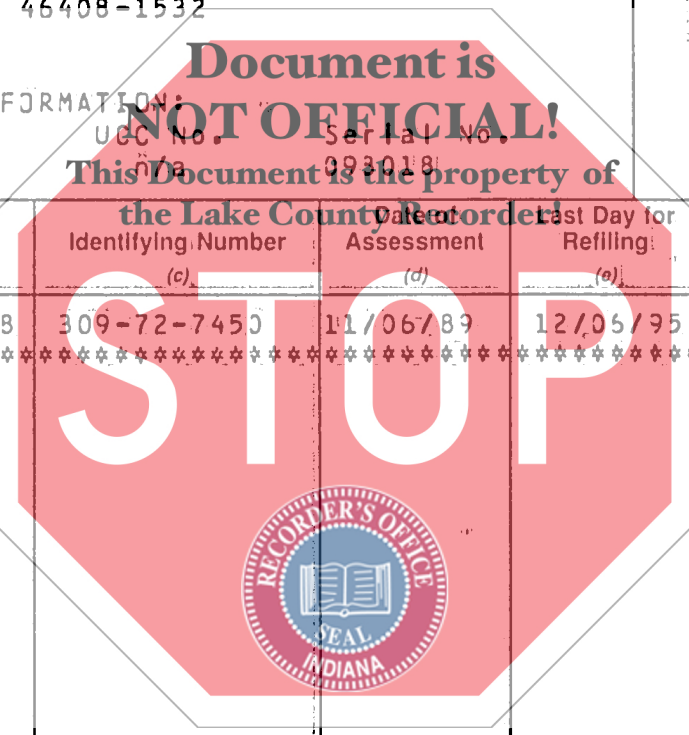 46408-1532
Document is
FORMATION:
NOT OFFICIAL!
UCC No. Serial No.
n/a 093018
This Document is the property of
the Lake County Recorder!
Identifying Number
(c)
Date of
Assessment
(d)
Last Day for
Refiling
(e)
8 309-72-7450 11/06/89 12/06/95
STOP
RECORDER'S OFFICE
SEAL
INDIANA